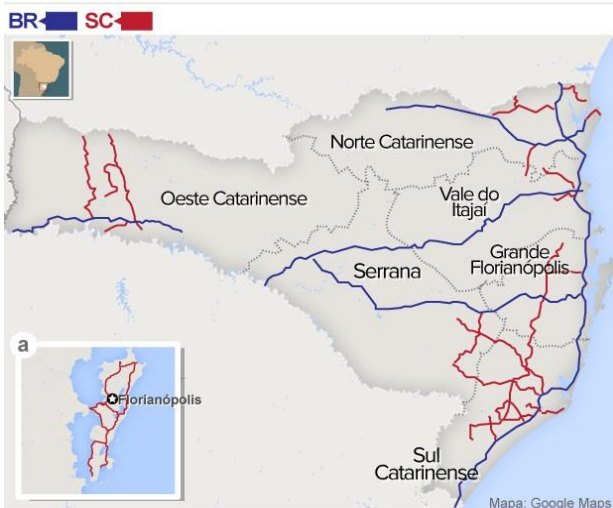 BR SC
Norte Catarinense
Oeste Catarinense
Vale do
Itajaí
Grande
Florianópolis
Serrana
a
Florianópolis
Sul
Catarinense
Mapa: Google Maps